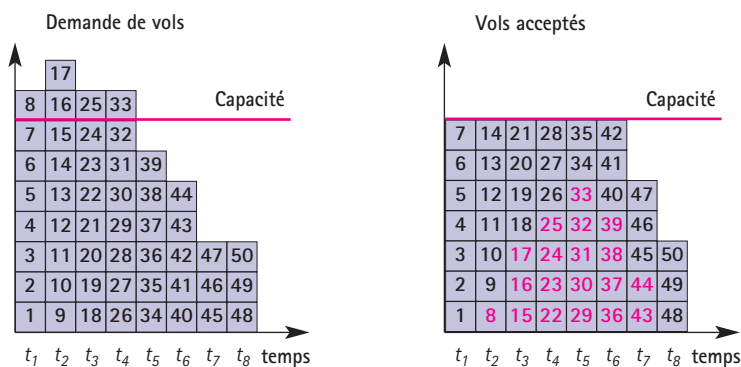 Demande de vols
17
8 16 25 33
Capacité
7 15 24 32
6 14 23 31 39
5 13 22 30 38 44
4 12 21 29 37 43
3 11 20 28 36 42 47 50
2 10 19 27 35 41 46 49
1 9 18 26 34 40 45 48
t1 t2 t3 t4 t5 t6 t7 t8 temps
Vols acceptés
Capacité
7 14 21 28 35 42
6 13 20 27 34 41
5 12 19 26 33 40 47
4 11 18 25 32 39 46
3 10 17 24 31 38 45 50
2 9 16 23 30 37 44 49
1 8 15 22 29 36 43 48
t1 t2 t3 t4 t5 t6 t7 t8 temps